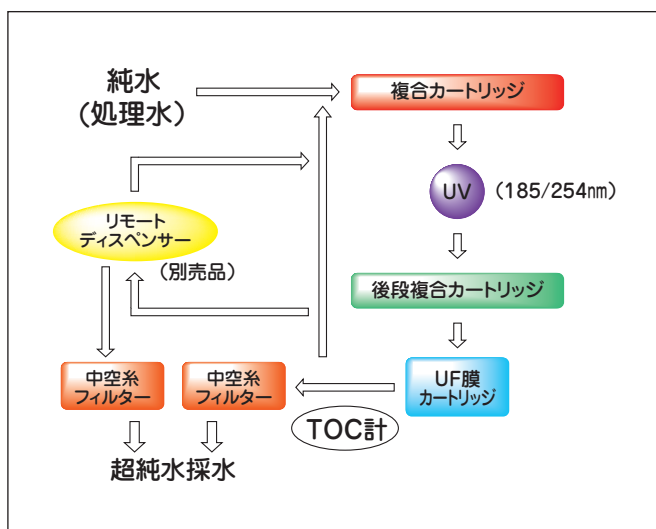 純水
(処理水)
複合カートリッジ
UV
(185/254nm)
リモート
ディスペンサー
(別売品)
後段複合カートリッジ
中空糸
フィルター
中空糸
フィルター
UF膜
カートリッジ
TOC計
超純水採水